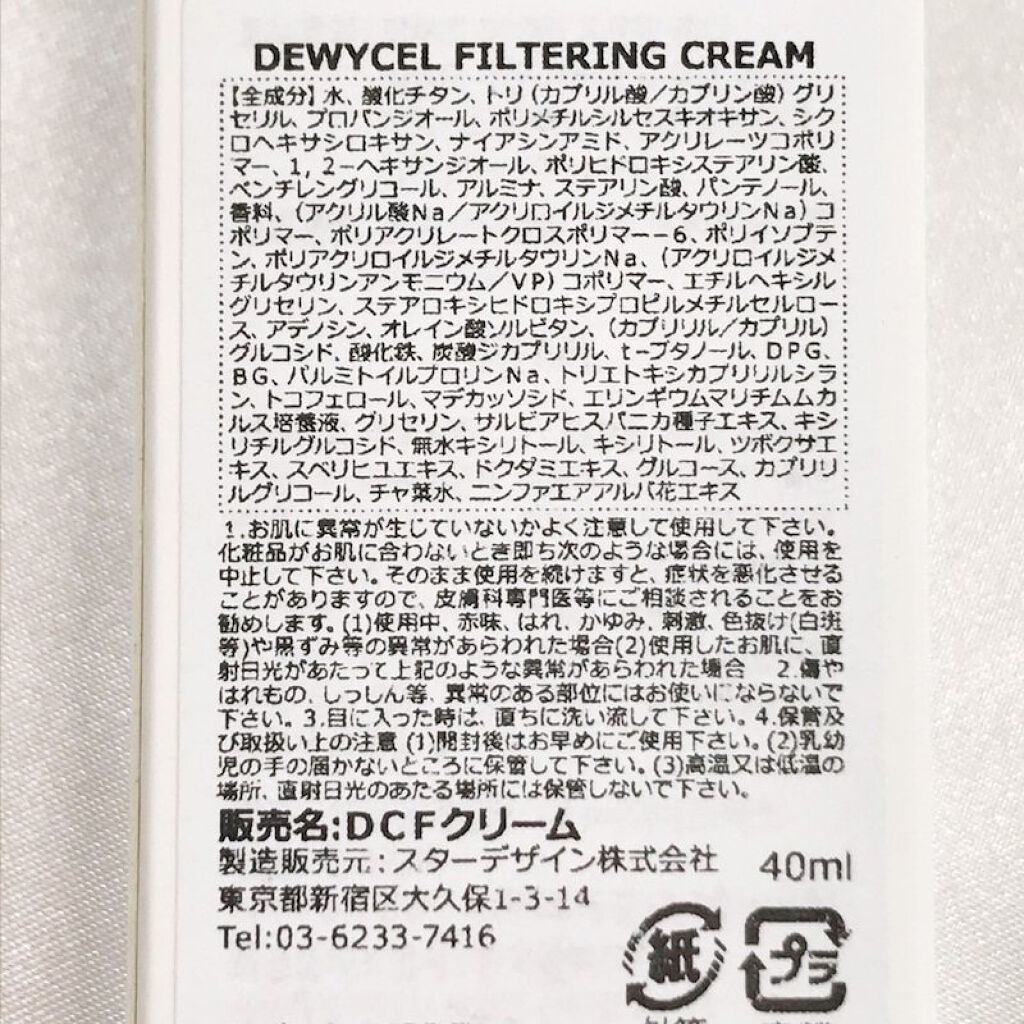 DEWYCEL FILTERING CREAM
【全成分】水、酸化チタン、トリ（カプリル酸／カプリン酸）グリ
セリル、プロパンジオール、ポリメチルシルセスキオキサン、シク
ロヘキサシロキサン、ナイアシンアミド、アクリレーツコポリ
マー、1,2－ヘキサンジオール、ポリヒドロキシステアリン酸、
ペンチレングリコール、アルミナ、ステアリン酸、パンテノール、
香料、（アクリル酸Na／アクリロイルジメチルタウリンNa）コ
ポリマー、ポリアクリレートクロスポリマー－6、ポリイソブテ
ン、ポリアクリロイルジメチルタウリンNa、（アクリロイルジメ
チルタウリンアンモニウム／VP）コポリマー、エチルヘキシル
グリセリン、ステアロキシヒドロキシプロピルメチルセルロー
ス、アデノシン、オレイン酸ソルビタン、（カプリリル／カプリル）
グルコシド、酸化鉄、炭酸ジカプリリル、t－ブタノール、DPG、
BG、パルミトイルプロリンNa、トリエトキシカプリリルシラ
ン、トコフェロール、マデカッソシド、エリンギウムマリチムムカ
ルス培養液、グリセリン、サルビアヒスパニカ種子エキス、キシ
リチルグルコシド、無水キシリトール、キシリトール、ツボクサエ
キス、スベリヒユエキス、ドクダミエキス、グルコース、カプリリ
ルグリコール、チャ葉水、ニンファエアアルバ花エキス
1.お肌に異常が生じていないかよく注意して使用して下さい。
化粧品がお肌に合わないとき即ち次のような場合には、使用を
中止して下さい。そのまま使用を続けますと、症状を悪化させる
ことがありますので、皮膚科専門医等にご相談されることをお
勧めします。(1)使用中、赤味、はれ、かゆみ、刺激、色抜け(白斑
等)や黒ずみ等の異常があらわれた場合(2)使用したお肌に、直
射日光があたって上記のような異常があらわれた場合　2.傷や
はれもの、しっしん等、異常のある部位にはお使いにならないで
下さい。3.目に入った時は、直ちに洗い流して下さい。4.保管及
び取扱い上の注意 (1)開封後はお早めにご使用下さい。(2)乳幼
児の手の届かないところに保管して下さい。(3)高温又は低温の
場所、直射日光のあたる場所には保管しないで下さい。
販売名:DCFクリーム
製造販売元：スターデザイン株式会社 40ml
東京都新宿区大久保1-3-14
Tel:03-6233-7416
紙 プラ